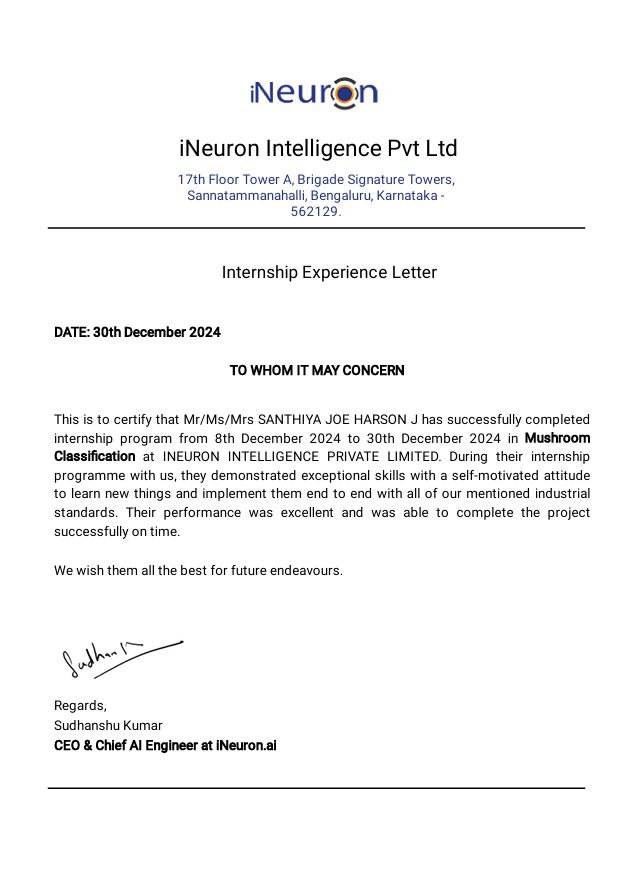 iNeuron
iNeuron Intelligence Pvt Ltd
17th Floor Tower A, Brigade Signature Towers,
Sannatammanahalli, Bengaluru, Karnataka -
562129.
Internship Experience Letter
DATE: 30th December 2024
TO WHOM IT MAY CONCERN
This is to certify that Mr/Ms/Mrs SANTHIYA JOE HARSON J has successfully completed
internship program from 8th December 2024 to 30th December 2024 in Mushroom
Classification at INEURON INTELLIGENCE PRIVATE LIMITED. During their internship
programme with us, they demonstrated exceptional skills with a self-motivated attitude
to learn new things and implement them end to end with all of our mentioned industrial
standards. Their performance was excellent and was able to complete the project
successfully on time.
We wish them all the best for future endeavours.
Sudhan K
Regards,
Sudhanshu Kumar
CEO & Chief AI Engineer at iNeuron.ai